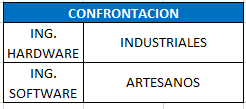 CONFRONTACION
ING. HARDWARE
INDUSTRIALES
ING. SOFTWARE
ARTESANOS